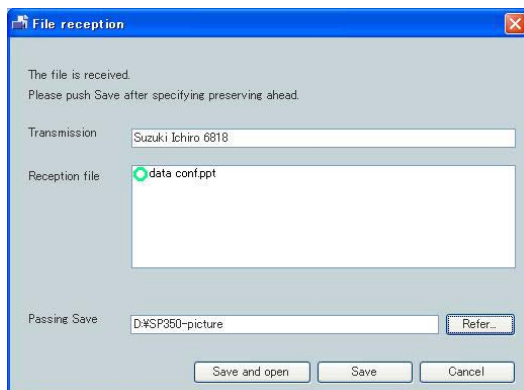 File reception
The file is received.
Please push Save after specifying preserving ahead.
Transmission
Suzuki Ichiro 6818
Reception file
data conf.ppt
Passing Save
D:¥SP350-picture
Refer...
Save and open
Save
Cancel